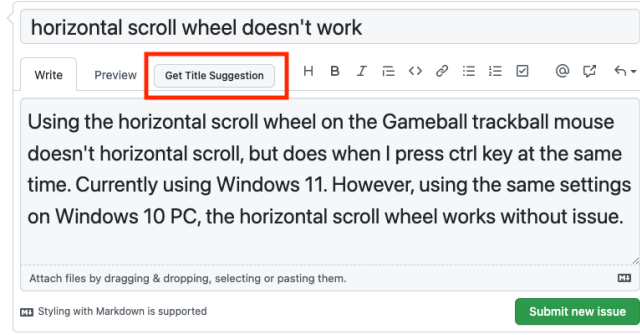 horizontal scroll wheel doesn't work
Write Preview Get Title Suggestion H B I <> @
Using the horizontal scroll wheel on the Gameball trackball mouse
doesn't horizontal scroll, but does when I press ctrl key at the same
time. Currently using Windows 11. However, using the same settings
on Windows 10 PC, the horizontal scroll wheel works without issue.
Attach files by dragging & dropping, selecting or pasting them.
Styling with Markdown is supported
Submit new issue